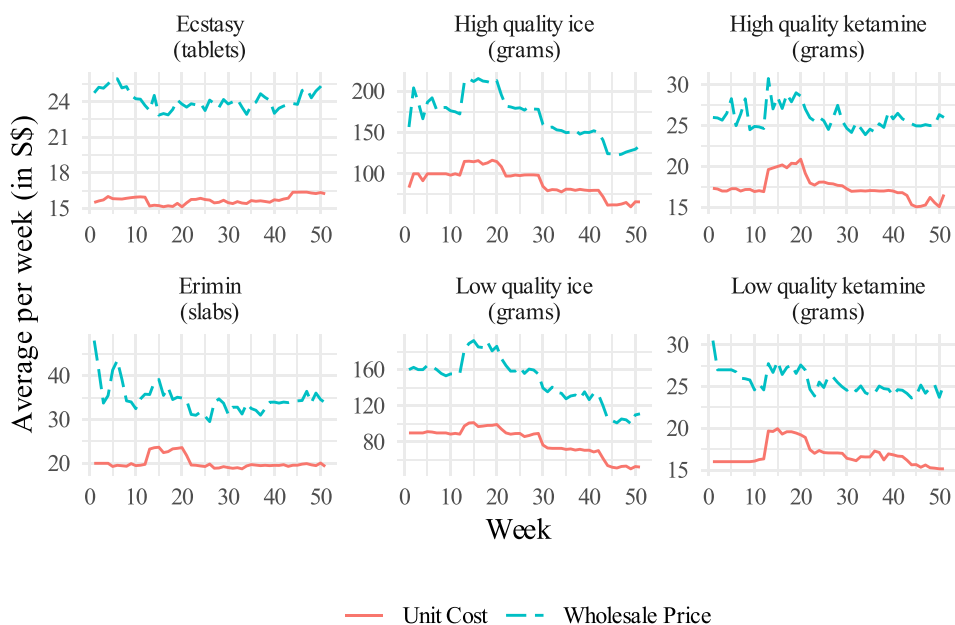 Ecstasy
(tablets)
High quality ice
(grams)
High quality ketamine
(grams)
24
21
18
15
0 10 20 30 40 50
200
150
100
0 10 20 30 40 50
30
25
20
15
0 10 20 30 40 50
Average per week (in S$)
Erimin
(slabs)
Low quality ice
(grams)
Low quality ketamine
(grams)
40
30
20
0 10 20 30 40 50
160
120
80
0 10 20 30 40 50
30
25
20
15
0 10 20 30 40 50
Week
Unit Cost Wholesale Price